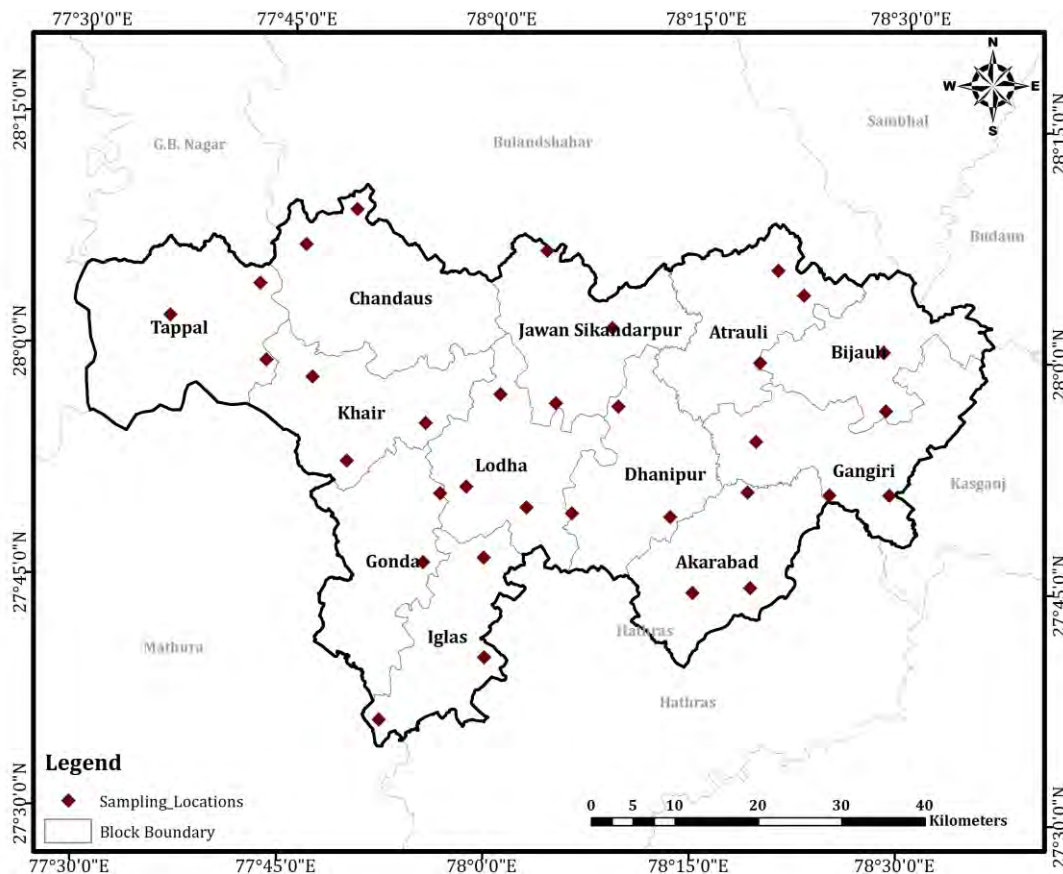 77°30'0"E 77°45'0"E 78°0'0"E 78°15'0"E 78°30'0"E
N
W E
S
28°15'0"N
28°15'0"N
Sambhal
G.B. Nagar
Bulandshahar
Budaun
Chandaus
Tappal
Jawan Sikandarpur
Atrauli
Bijauli
28°0'0"N
28°0'0"N
Khair
Lodha
Dhanipur
Gangiri
Kasganj
Gonda
Akarabad
27°45'0"N
27°45'0"N
Iglas
Hathras
Mathura
Hathras
Legend
Sampling_Locations
Block Boundary
0 5 10 20 30 40
Kilometers
27°30'0"N
27°30'0"N
77°30'0"E 77°45'0"E 78°0'0"E 78°15'0"E 78°30'0"E